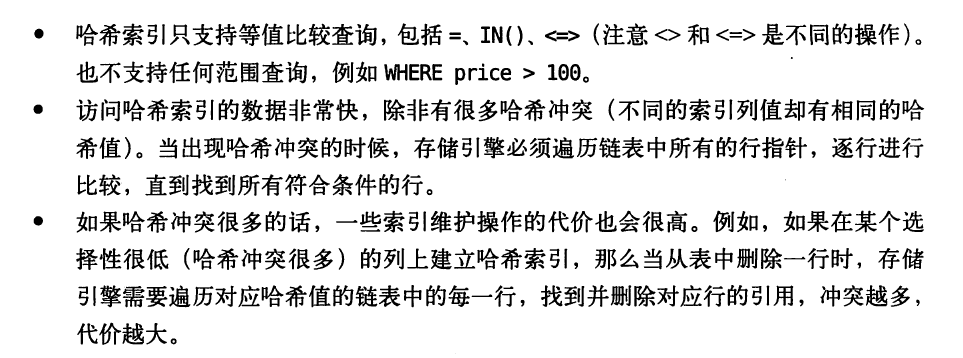 ● 哈希索引只支持等值比较查询，包括 =、IN()、<=>（注意 <> 和 <=> 是不同的操作）。
也不支持任何范围查询，例如 WHERE price > 100。
● 访问哈希索引的数据非常快，除非有很多哈希冲突（不同的索引列值却有相同的哈
希值）。当出现哈希冲突的时候，存储引擎必须遍历链表中所有的行指针，逐行进行
比较，直到找到所有符合条件的行。
● 如果哈希冲突很多的话，一些索引维护操作的代价也会很高。例如，如果在某个选
择性很低（哈希冲突很多）的列上建立哈希索引，那么当从表中删除一行时，存储
引擎需要遍历对应哈希值的链表中的每一行，找到并删除对应行的引用，冲突越多，
代价越大。